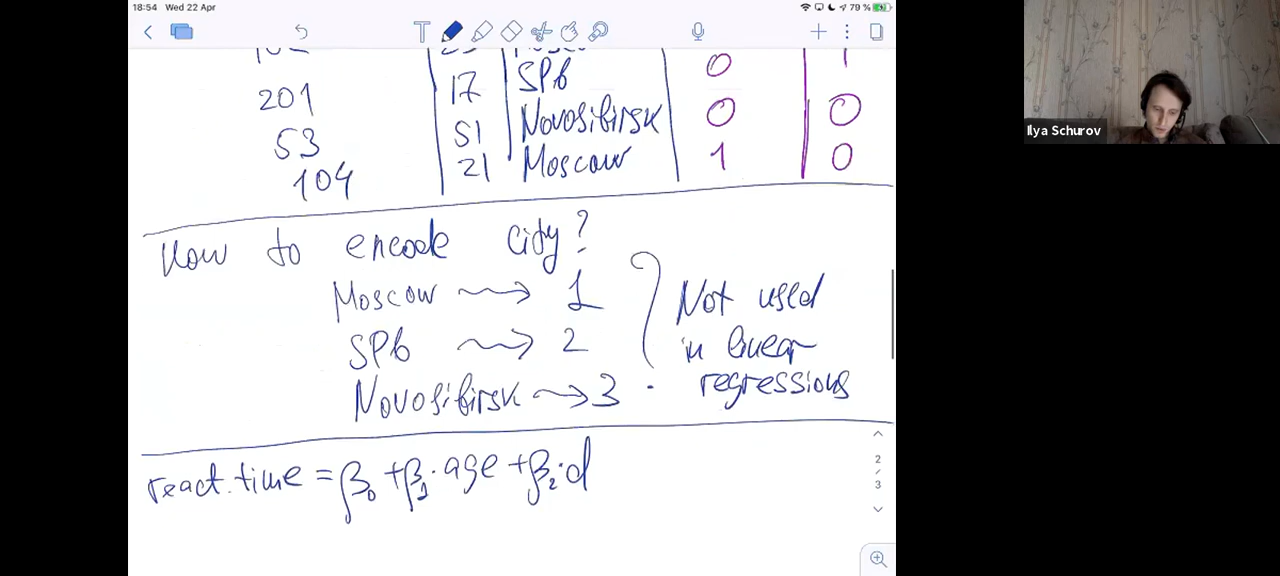 18:54 Wed 22 Apr
79 %
17 SPb 0
201
51 Novosibirsk 0 0
53
21 Moscow 1 0
104
How to encode city?
Moscow 1
SPb 2
Novosibirsk 3
?
Not used
in linear
regressions
react. time = β₀ + β₁ · age + β₂ · d
2
/
3
Ilya Schurov